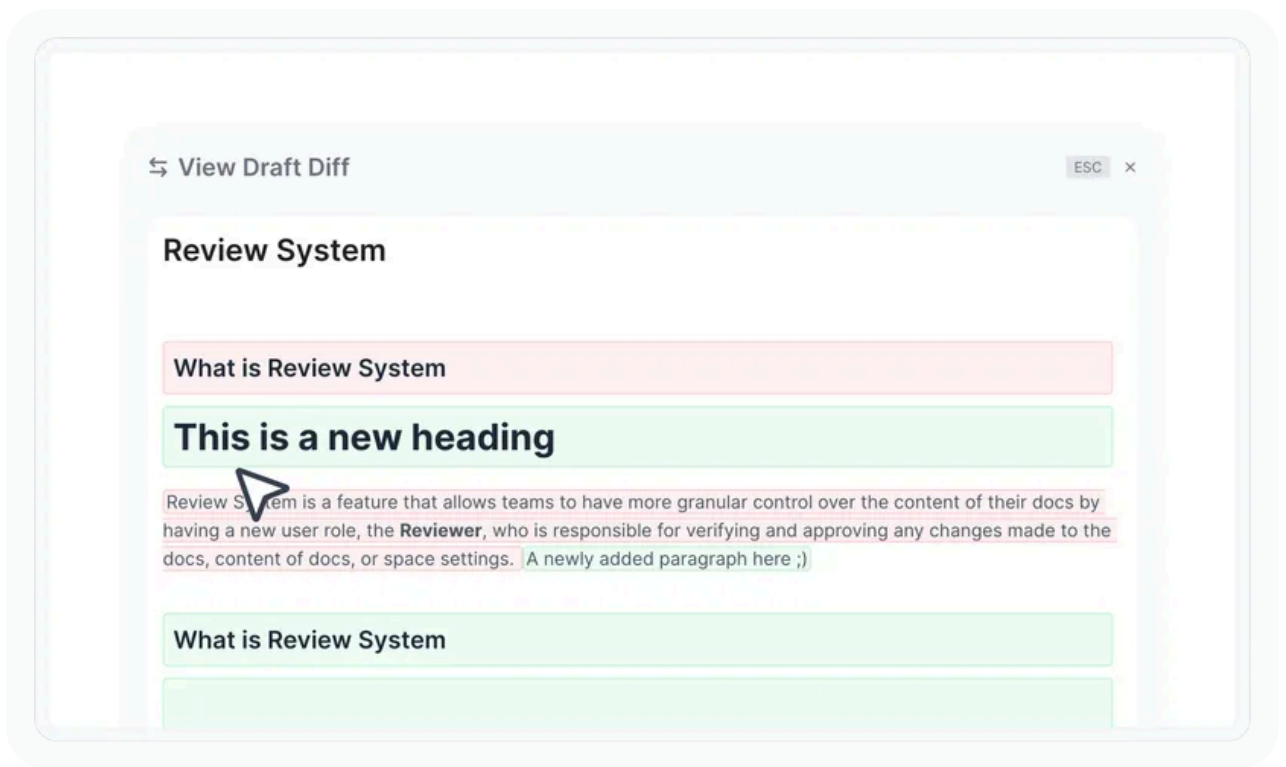 View Draft Diff
ESC ×
Review System
What is Review System
This is a new heading
Review System is a feature that allows teams to have more granular control over the content of their docs by
having a new user role, the Reviewer, who is responsible for verifying and approving any changes made to the
docs, content of docs, or space settings. A newly added paragraph here ;)
What is Review System